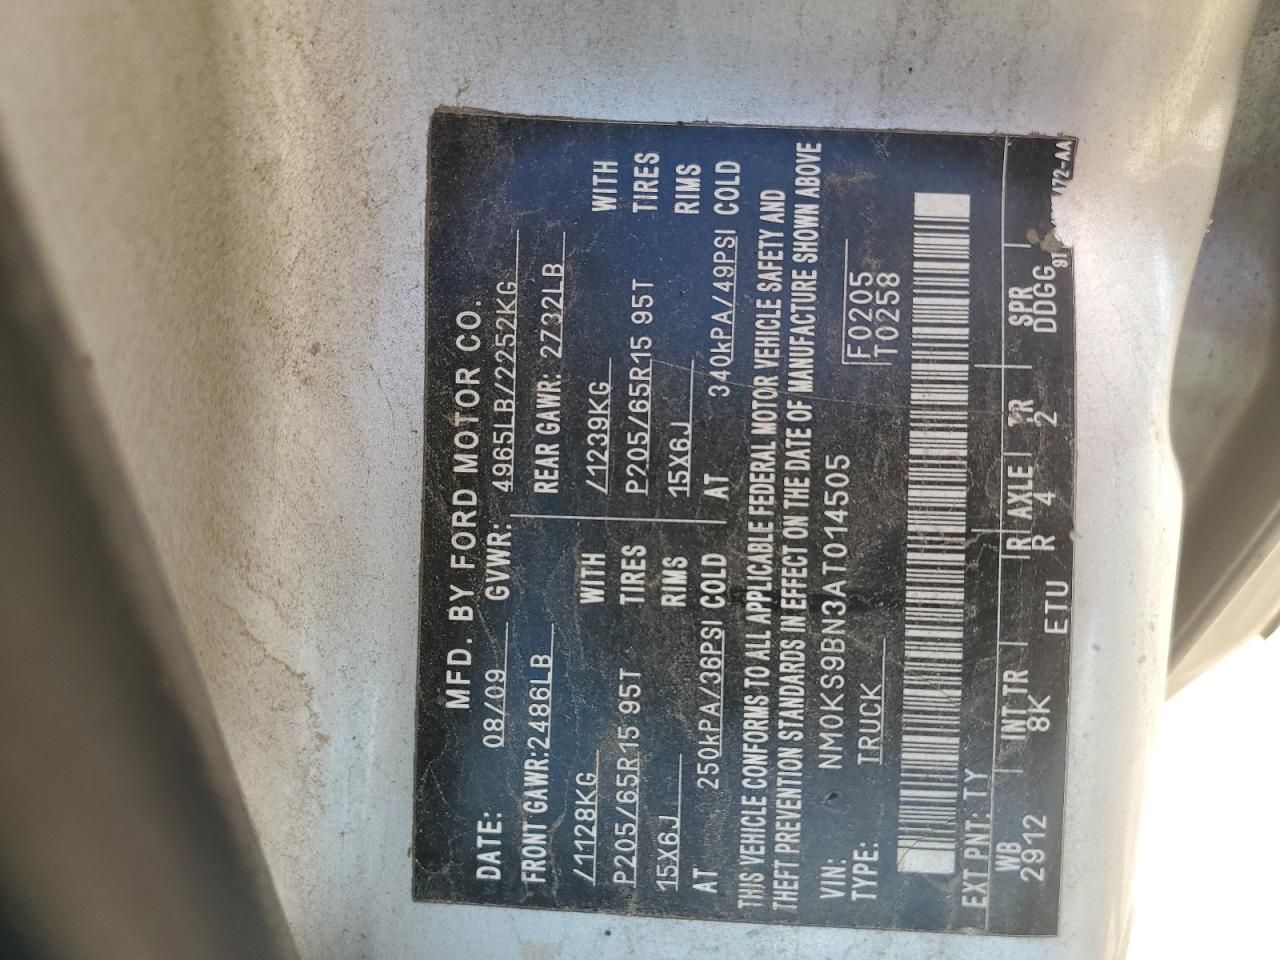 MFD. BY FORD MOTOR CO.
DATE: 08/09 GVWR: 4965LB/2252KG
FRONT GAWR:2486LB REAR GAWR: 2732LB
/1128KG WITH /1239KG WITH
P205/65R15 95T TIRES P205/65R15 95T TIRES
15X6J RIMS 15X6J RIMS
AT 250kPA/36PSI COLD AT 340kPA/49PSI COLD
THIS VEHICLE CONFORMS TO ALL APPLICABLE FEDERAL MOTOR VEHICLE SAFETY AND
THEFT PREVENTION STANDARDS IN EFFECT ON THE DATE OF MANUFACTURE SHOWN ABOVE
VIN: NM0KS9BN3AT014505 F0205
TYPE: TRUCK T0258
EXT PNT: TY
WB INT TR R AXLE TR SPR
2912 8K R 4 2 DDGG
ETU 91 472-AA